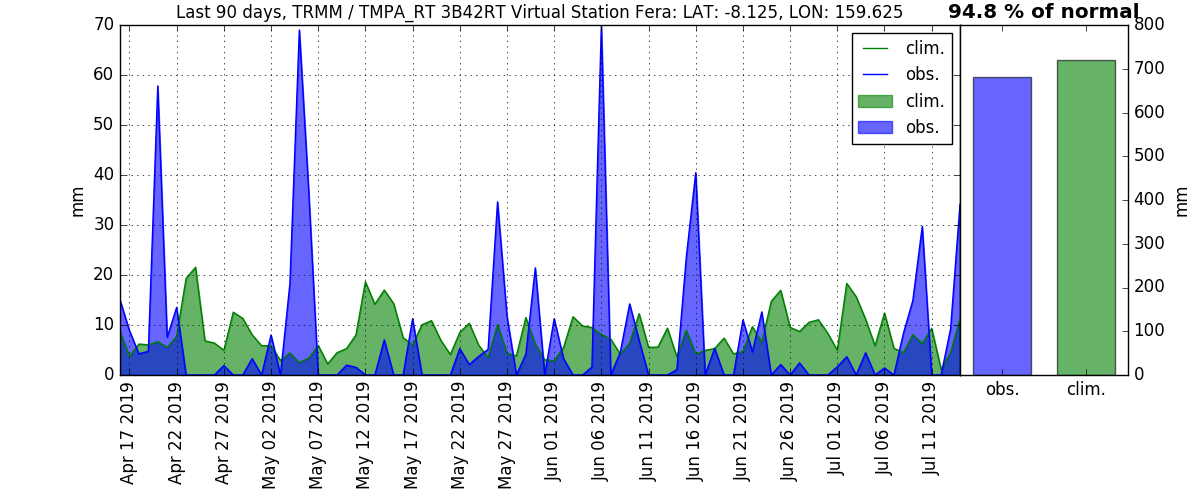 Last 90 days, TRMM / TMPA_RT 3B42RT Virtual Station Fera: LAT: -8.125, LON: 159.625
94.8 % of normal
mm
70
60
50
40
30
20
10
0
clim.
obs.
clim.
obs.
Apr 17 2019
Apr 22 2019
Apr 27 2019
May 02 2019
May 07 2019
May 12 2019
May 17 2019
May 22 2019
May 27 2019
Jun 01 2019
Jun 06 2019
Jun 11 2019
Jun 16 2019
Jun 21 2019
Jun 26 2019
Jul 01 2019
Jul 06 2019
Jul 11 2019
obs.
clim.
800
700
600
500
400
300
200
100
0
mm